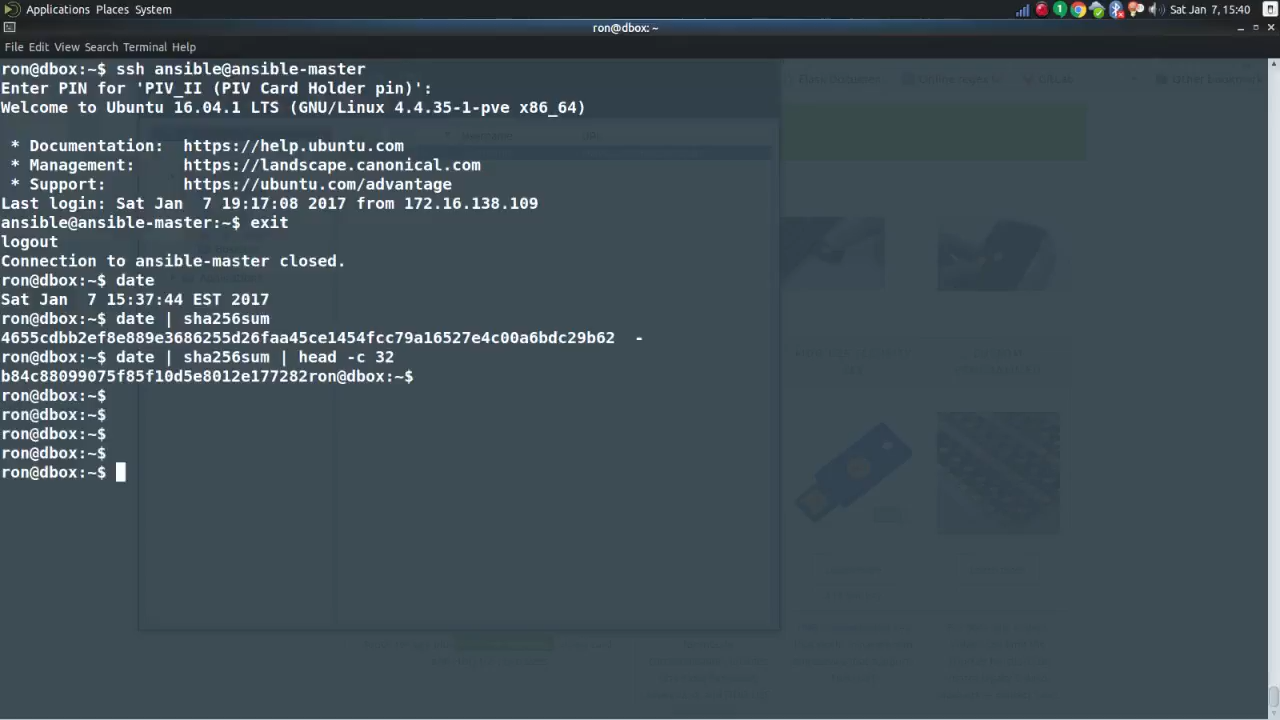 Applications Places System
Sat Jan 7, 15:40
ron@dbox: ~
File Edit View Search Terminal Help
ron@dbox:~$ ssh ansible@ansible-master
Enter PIN for 'PIV_II (PIV Card Holder pin)':
Welcome to Ubuntu 16.04.1 LTS (GNU/Linux 4.4.35-1-pve x86_64)
* Documentation:  https://help.ubuntu.com
* Management:     https://landscape.canonical.com
* Support:        https://ubuntu.com/advantage
Last login: Sat Jan  7 19:17:08 2017 from 172.16.138.109
ansible@ansible-master:~$ exit
logout
Connection to ansible-master closed.
ron@dbox:~$ date
Sat Jan  7 15:37:44 EST 2017
ron@dbox:~$ date | sha256sum
4655cdbb2ef8e889e3686255d26faa45ce1454fcc79a16527e4c00a6bdc29b62  -
ron@dbox:~$ date | sha256sum | head -c 32
b84c88099075f85f10d5e8012e177282ron@dbox:~$
ron@dbox:~$
ron@dbox:~$
ron@dbox:~$
ron@dbox:~$
ron@dbox:~$